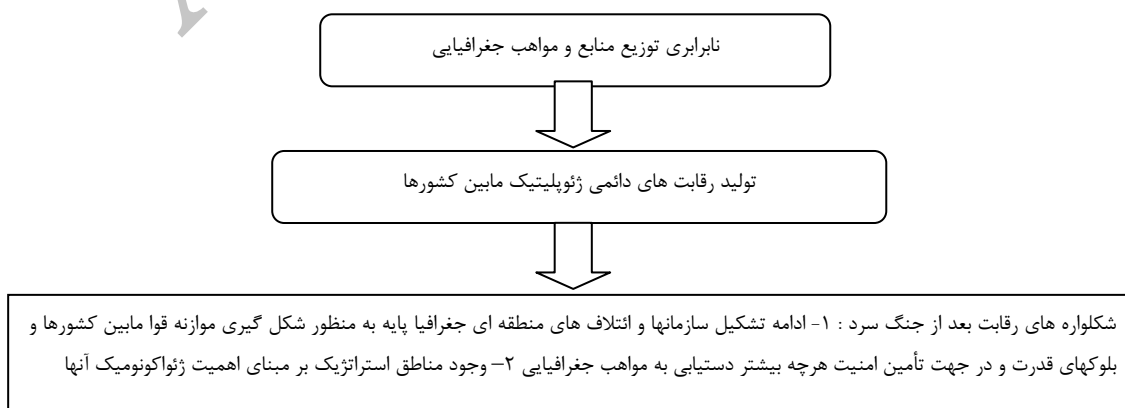 نابرابری توزیع منابع و مواهب جغرافیایی
تولید رقابت های دائمی ژئوپلیتیک مابین کشورها
شکلواره های رقابت بعد از جنگ سرد : ۱- ادامه تشکیل سازمانها و ائتلاف های منطقه ای جغرافیا پایه به منظور شکل گیری موازنه قوا مابین کشورها و
بلوکهای قدرت و در جهت تأمین امنیت هرچه بیشتر دستیابی به مواهب جغرافیایی ۲– وجود مناطق استراتژیک بر مبنای اهمیت ژئواکونومیک آنها